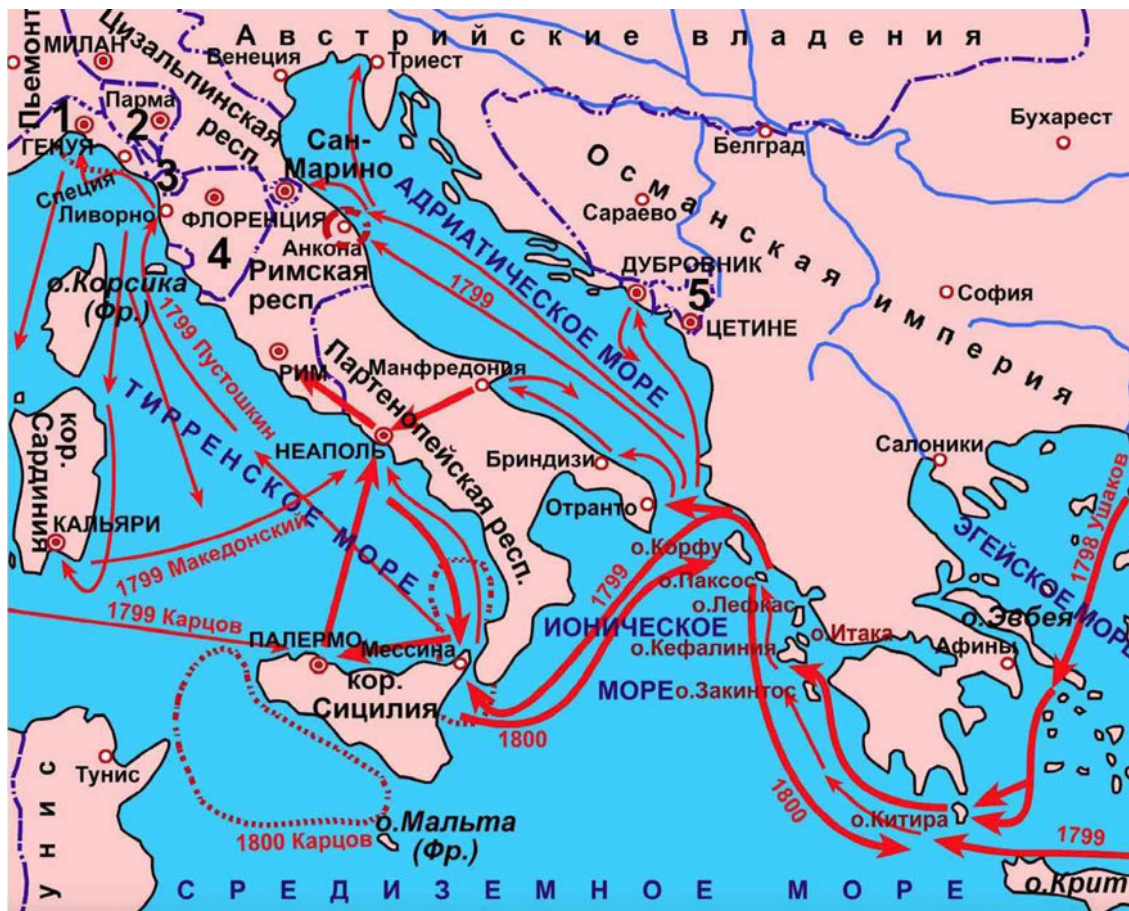 Австрийские владения
Пьемонт
МИЛАН
Цизальпинская
респ.
Венеция
Триест
1
ГЕНУЯ
Парма
2
3
Специя
Ливорно
ФЛОРЕНЦИЯ
4
Сан-
Марино
Анкона
Римская
респ
АДРИАТИЧЕСКОЕ МОРЕ
1799
Белград
Бухарест
Османская империя
Сараево
ДУБРОВНИК
5
ЦЕТИНЕ
София
о.Корсика
(Фр.)
1799 Пустошкин
РИМ
Партенопейская респ.
Манфредония
ТИРРЕНСКОЕ МОРЕ
НЕАПОЛЬ
Бриндизи
Отранто
Салоники
кор.
Сардиния
КАЛЬЯРИ
1799 Македонский
1799 Карцов
ЭГЕЙСКОЕ МОРЕ
1798 Ушаков
о.Корфу
о.Паксос
о.Лефкас
1799
ИОНИЧЕСКОЕ
МОРЕ
о.Кефалиния
о.Итака
о.Закинтос
о.Эвбея
Афины
ПАЛЕРМО
Мессина
кор.
Сицилия
1800
Тунис
Тунис
1800 Карцов
о.Мальта
(Фр.)
1800
о.Китира
1799
о.Крит
СРЕДИЗЕМНОЕ МОРЕ